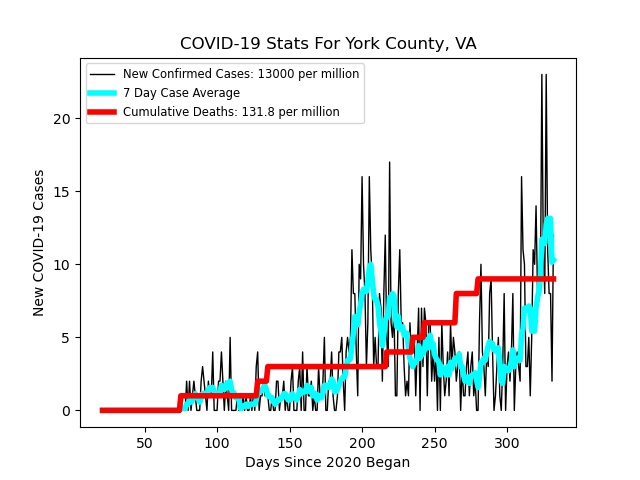 COVID-19 Stats For York County, VA
New Confirmed Cases: 13000 per million
7 Day Case Average
Cumulative Deaths: 131.8 per million
New COVID-19 Cases
20
15
10
5
0
50 100 150 200 250 300
Days Since 2020 Began